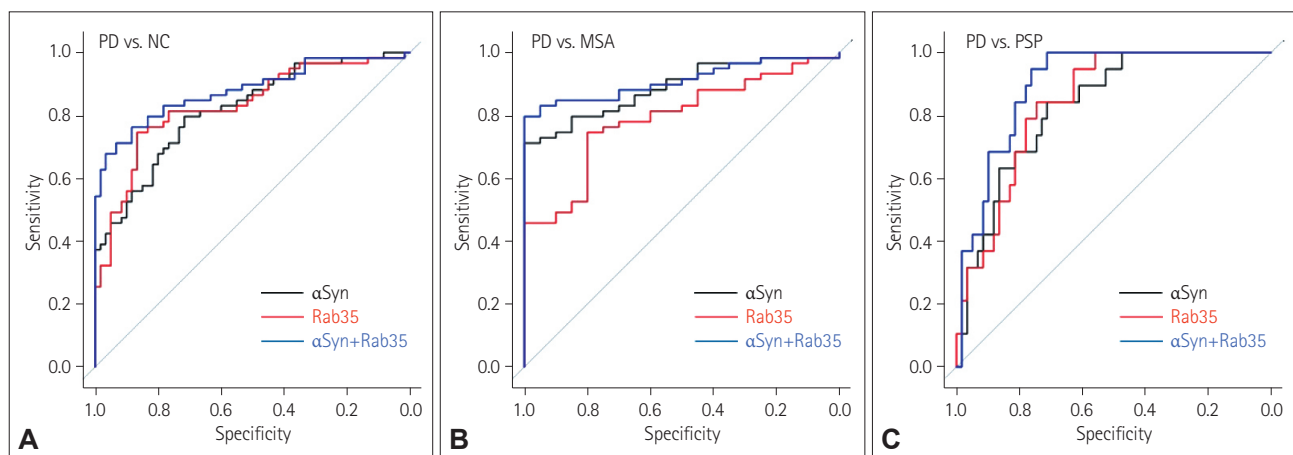 PD vs. NC
1.0
0.8
0.6
0.4
0.2
0.0
Sensitivity
αSyn
Rab35
αSyn+Rab35
1.0 0.8 0.6 0.4 0.2 0.0
Specificity
A
PD vs. MSA
1.0
0.8
0.6
0.4
0.2
0.0
Sensitivity
αSyn
Rab35
αSyn+Rab35
1.0 0.8 0.6 0.4 0.2 0.0
Specificity
B
PD vs. PSP
1.0
0.8
0.6
0.4
0.2
0.0
Sensitivity
αSyn
Rab35
αSyn+Rab35
1.0 0.8 0.6 0.4 0.2 0.0
Specificity
C